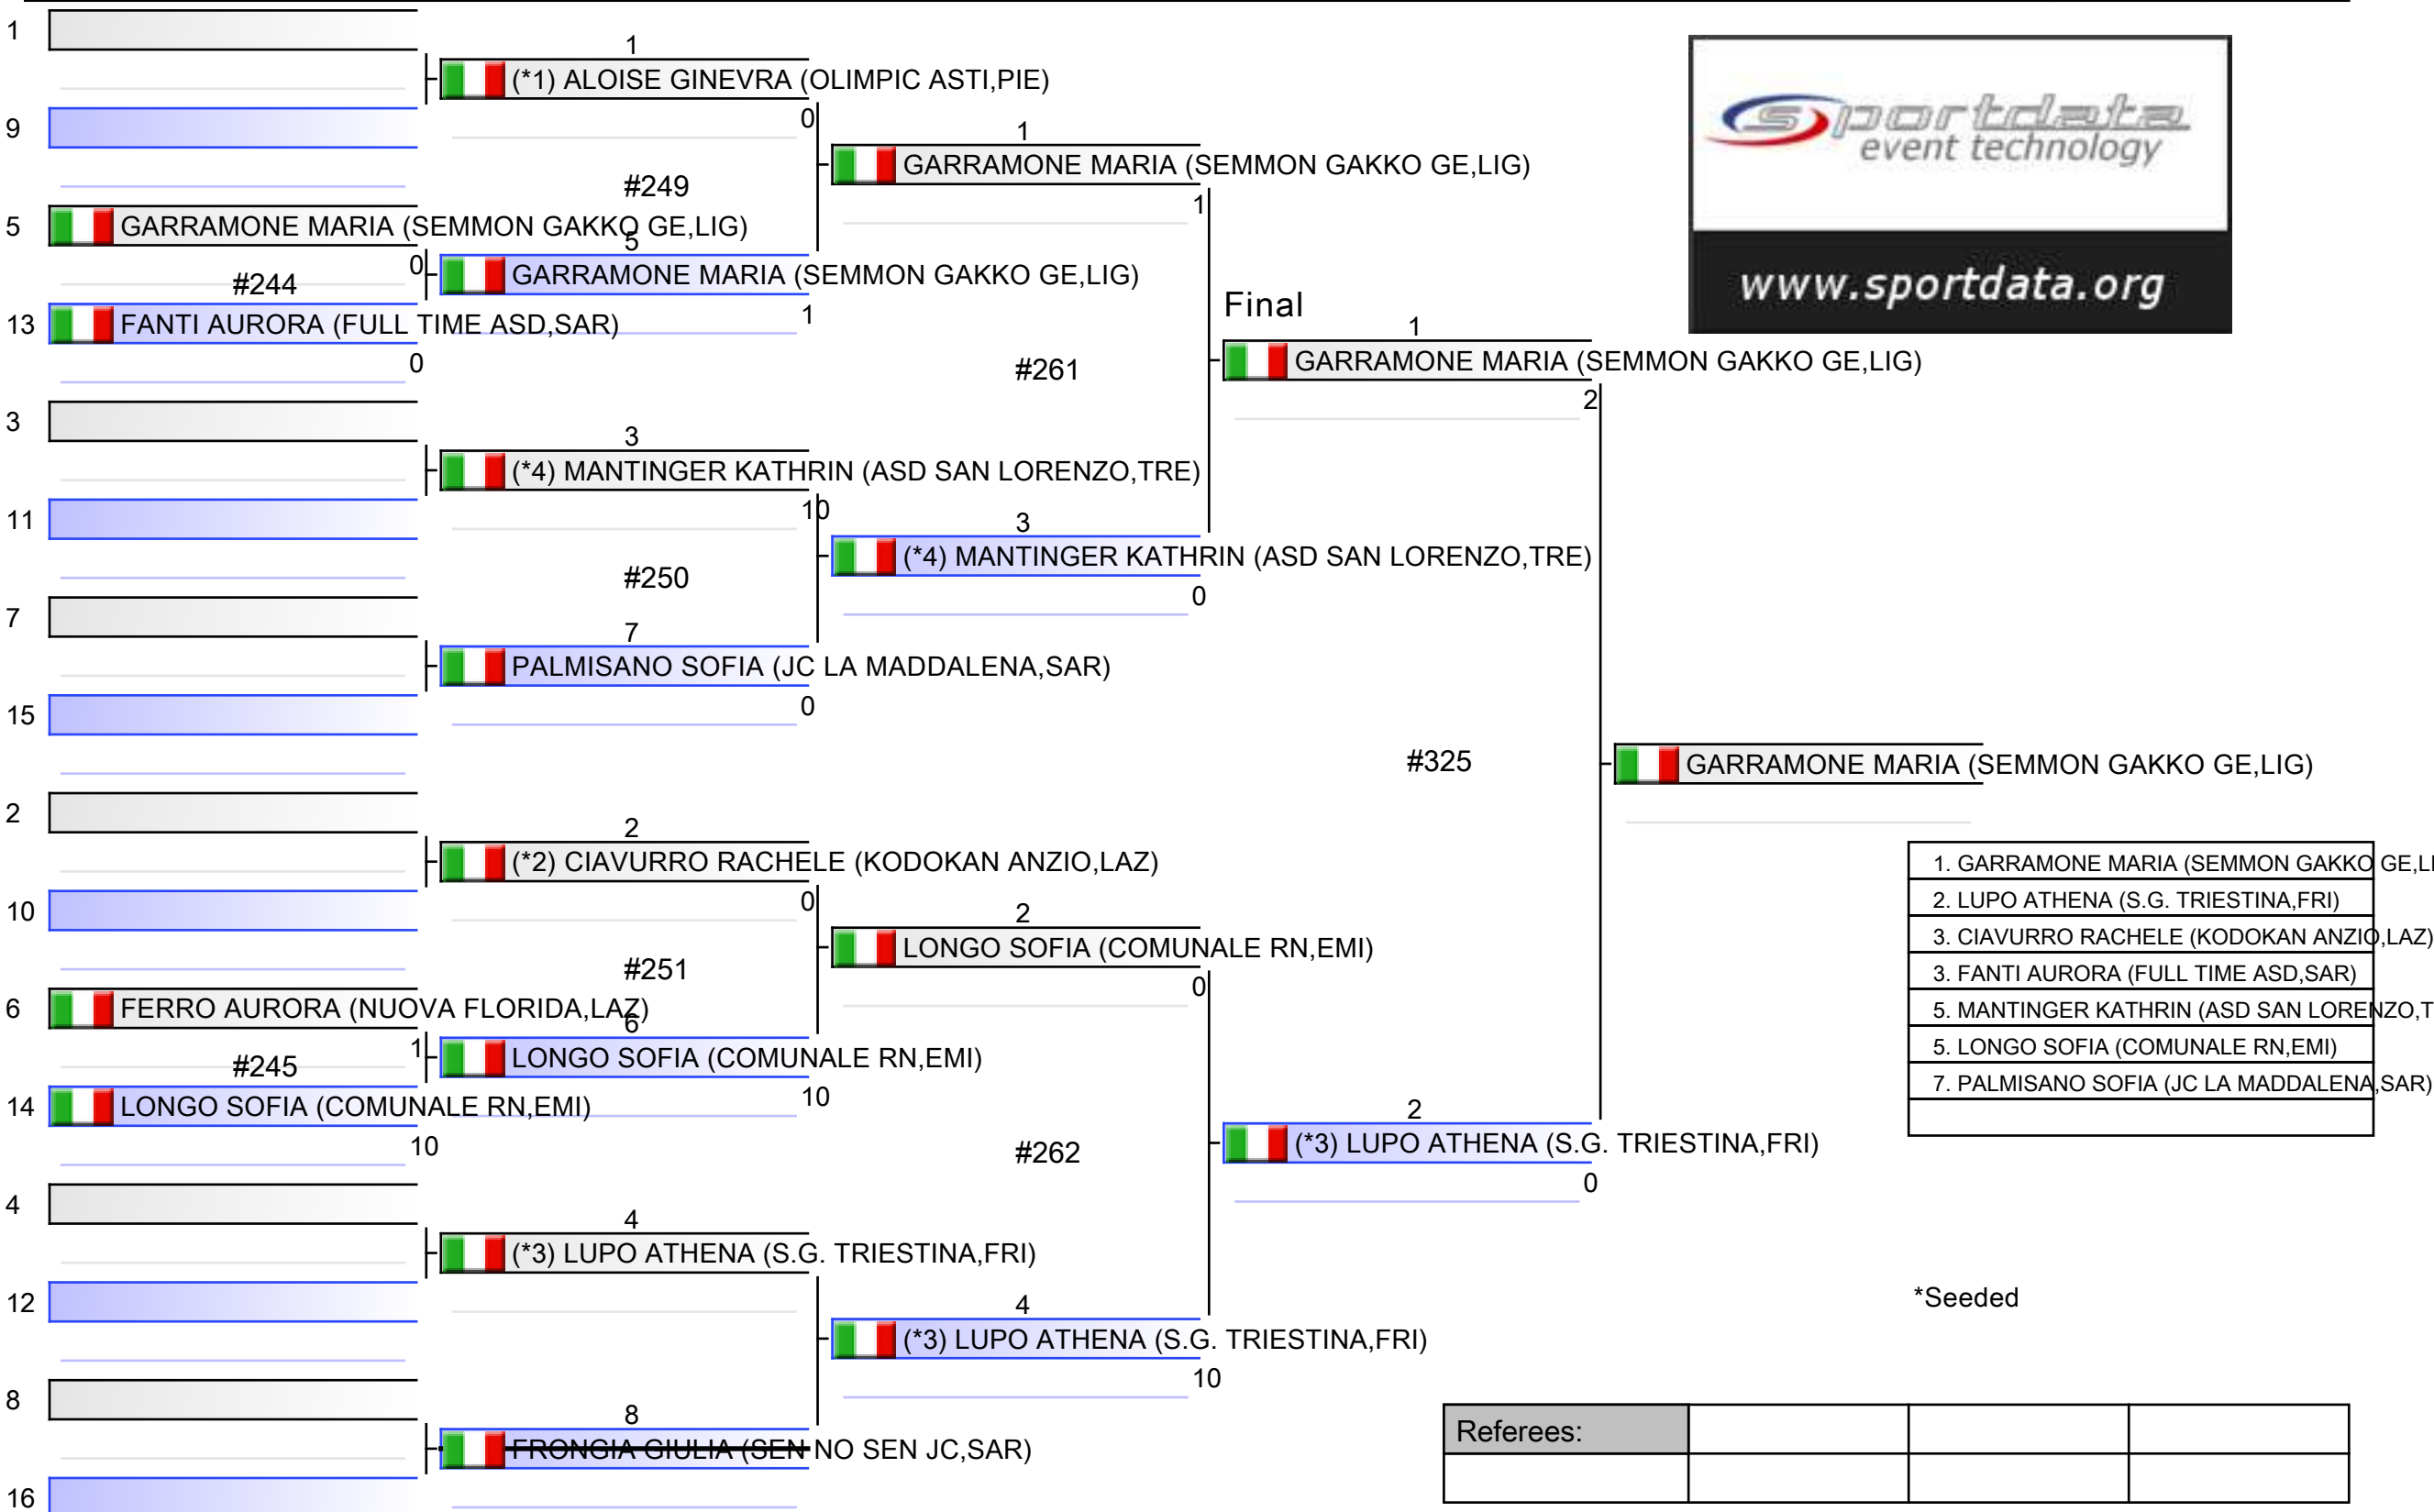 1
1
(*1) ALOISE GINEVRA (OLIMPIC ASTI,PIE)
0
9
1
GARRAMONE MARIA (SEMMON GAKKO GE,LIG)
1
#249
5
GARRAMONE MARIA (SEMMON GAKKO GE,LIG)
0
5
GARRAMONE MARIA (SEMMON GAKKO GE,LIG)
1
#244
13
FANTI AURORA (FULL TIME ASD,SAR)
0
sportdata
event technology
www.sportdata.org
Final
1
GARRAMONE MARIA (SEMMON GAKKO GE,LIG)
2
#261
3
3
(*4) MANTINGER KATHRIN (ASD SAN LORENZO,TRE)
10
11
3
(*4) MANTINGER KATHRIN (ASD SAN LORENZO,TRE)
0
#250
7
7
PALMISANO SOFIA (JC LA MADDALENA,SAR)
0
15
#325
GARRAMONE MARIA (SEMMON GAKKO GE,LIG)
2
2
(*2) CIAVURRO RACHELE (KODOKAN ANZIO,LAZ)
0
10
2
LONGO SOFIA (COMUNALE RN,EMI)
0
#251
6
FERRO AURORA (NUOVA FLORIDA,LAZ)
1
6
LONGO SOFIA (COMUNALE RN,EMI)
10
#245
14
LONGO SOFIA (COMUNALE RN,EMI)
10
1. GARRAMONE MARIA (SEMMON GAKKO GE,LI
2. LUPO ATHENA (S.G. TRIESTINA,FRI)
3. CIAVURRO RACHELE (KODOKAN ANZIO,LAZ)
3. FANTI AURORA (FULL TIME ASD,SAR)
5. MANTINGER KATHRIN (ASD SAN LORENZO,T
5. LONGO SOFIA (COMUNALE RN,EMI)
7. PALMISANO SOFIA (JC LA MADDALENA,SAR)
#262
2
(*3) LUPO ATHENA (S.G. TRIESTINA,FRI)
0
4
4
(*3) LUPO ATHENA (S.G. TRIESTINA,FRI)
12
4
(*3) LUPO ATHENA (S.G. TRIESTINA,FRI)
10
*Seeded
8
8
FRONGIA GIULIA (SEN NO SEN JC,SAR)
16
Referees: